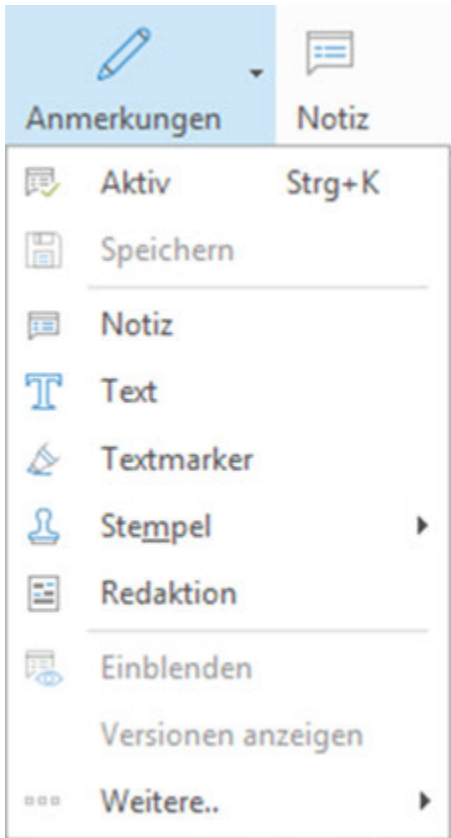 Anmerkungen Notiz
Aktiv Strg+K
Speichern
Notiz
Text
Textmarker
Stempel
Redaktion
Einblenden
Versionen anzeigen
Weitere..